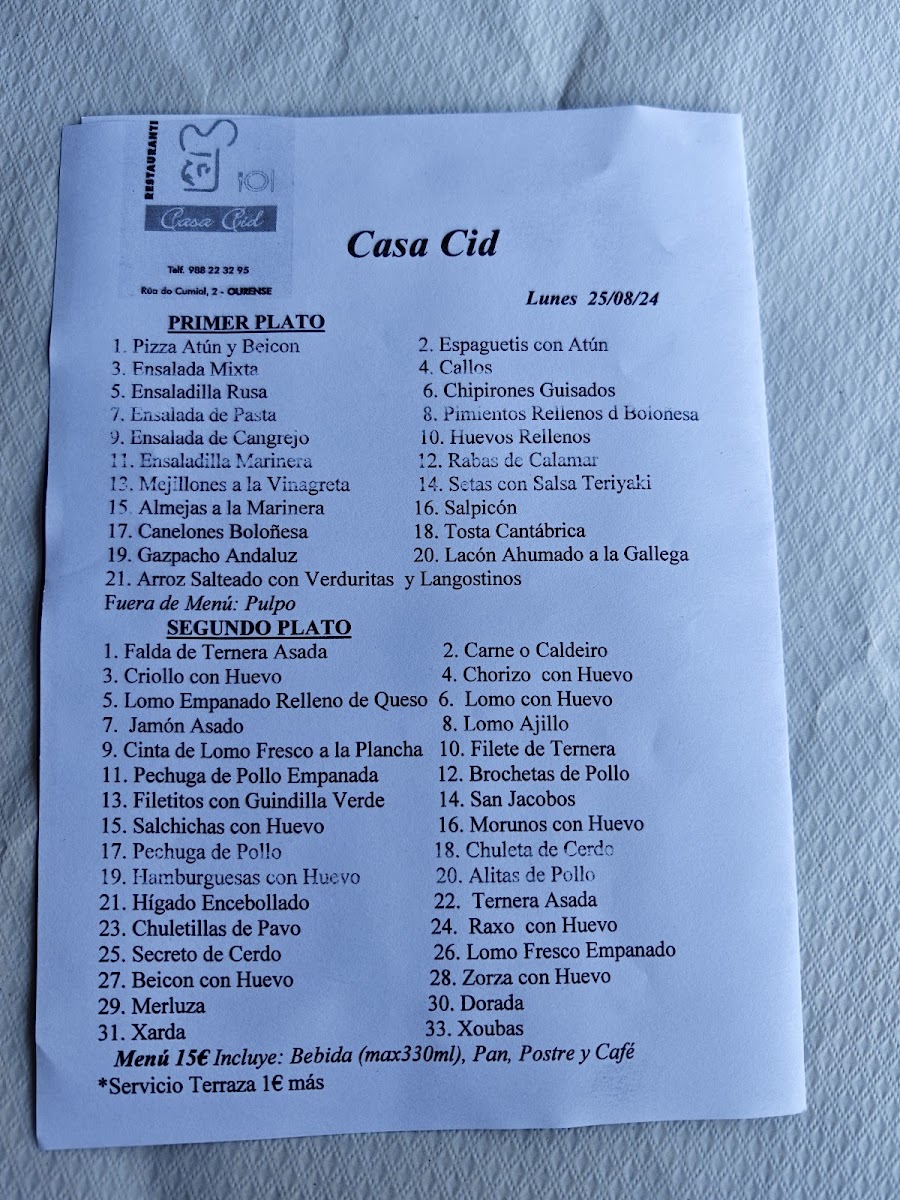 RESTAURANTE
Casa Cid
Telf. 988 22 32 95
Rúa do Cumial, 2 - OURENSE
Casa Cid
Lunes 25/08/24
PRIMER PLATO
1. Pizza Atún y Beicon 2. Espaguetis con Atún
3. Ensalada Mixta 4. Callos
5. Ensaladilla Rusa 6. Chipirones Guisados
7. Ensalada de Pasta 8. Pimientos Rellenos d Bolonesa
9. Ensalada de Cangrejo 10. Huevos Rellenos
11. Ensaladilla Marinera 12. Rabas de Calamar
13. Mejillones a la Vinagreta 14. Setas con Salsa Teriyaki
15. Almejas a la Marinera 16. Salpicón
17. Canelones Boloñesa 18. Tosta Cantábrica
19. Gazpacho Andaluz 20. Lacón Ahumado a la Gallega
21. Arroz Salteado con Verduritas y Langostinos
Fuera de Menú: Pulpo
SEGUNDO PLATO
1. Falda de Ternera Asada 2. Carne o Caldeiro
3. Criollo con Huevo 4. Chorizo con Huevo
5. Lomo Empanado Relleno de Queso 6. Lomo con Huevo
7. Jamón Asado 8. Lomo Ajillo
9. Cinta de Lomo Fresco a la Plancha 10. Filete de Ternera
11. Pechuga de Pollo Empanada 12. Brochetas de Pollo
13. Filetitos con Guindilla Verde 14. San Jacobos
15. Salchichas con Huevo 16. Morunos con Huevo
17. Pechuga de Pollo 18. Chuleta de Cerdo
19. Hamburguesas con Huevo 20. Alitas de Pollo
21. Hígado Encebollado 22. Ternera Asada
23. Chuletillas de Pavo 24. Raxo con Huevo
25. Secreto de Cerdo 26. Lomo Fresco Empanado
27. Beicon con Huevo 28. Zorza con Huevo
29. Merluza 30. Dorada
31. Xarda 33. Xoubas
Menú 15€ Incluye: Bebida (max330ml), Pan, Postre y Café
*Servicio Terraza 1€ más